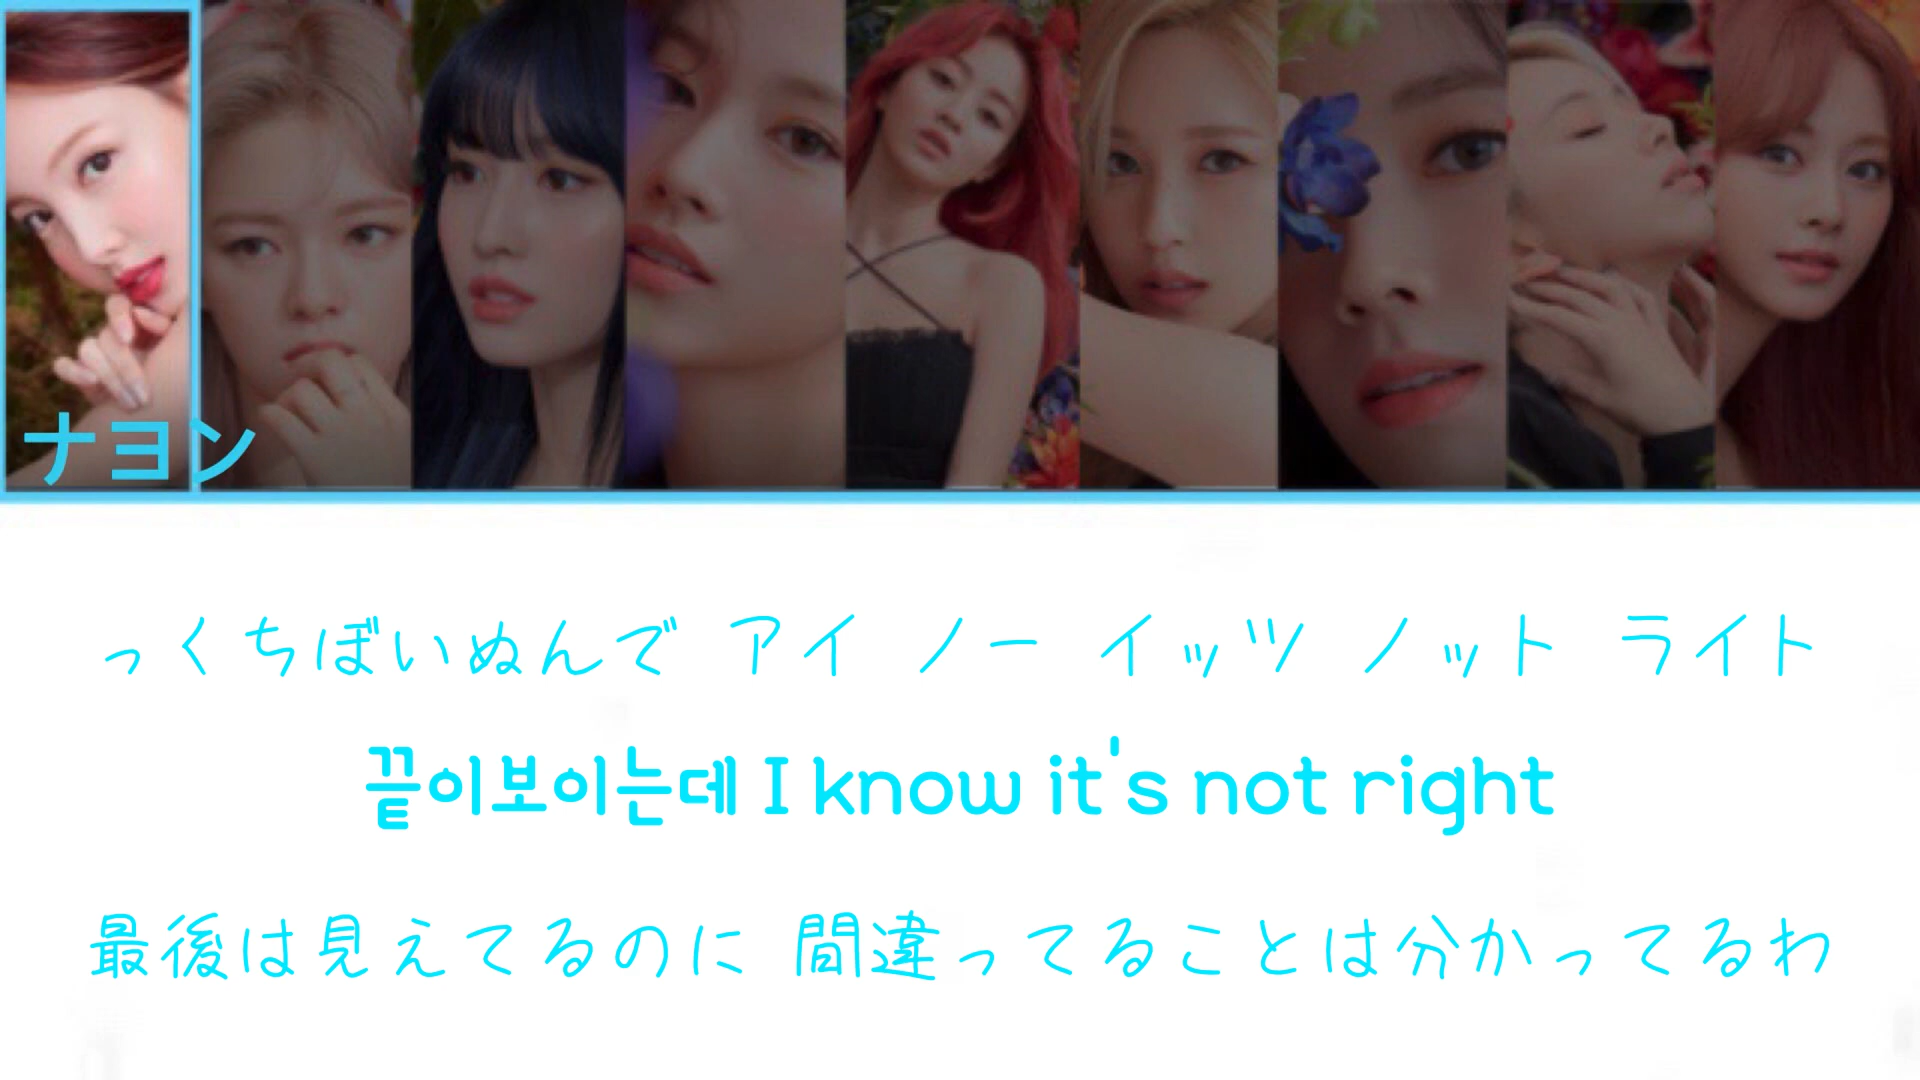 ナヨン
っくちぼいぬんで アイ ノー イッツ ノット ライト
끝이보이는데 I know it's not right
最後は見えてるのに 間違ってることは分かってるわ